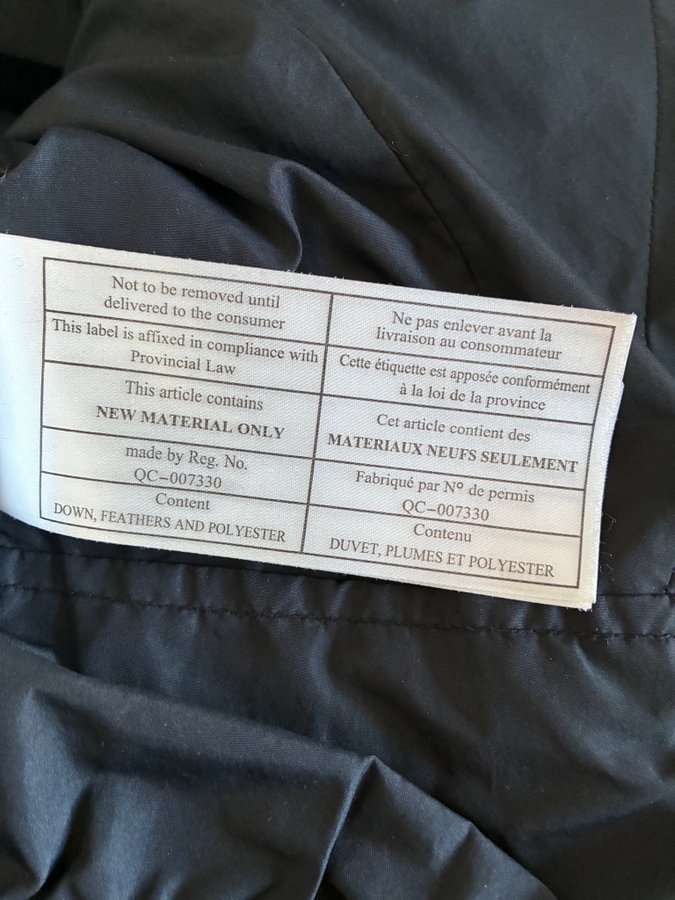 Not to be removed until
delivered to the consumer
This label is affixed in compliance with
Provincial Law
This article contains
NEW MATERIAL ONLY
made by Reg. No.
QC-007330
Content
DOWN, FEATHERS AND POLYESTER
Ne pas enlever avant la
livraison au consommateur
Cette étiquette est apposée conformément
à la loi de la province
Cet article contient des
MATERIAUX NEUFS SEULEMENT
Fabriqué par Nº de permis
QC-007330
Contenu
DUVET, PLUMES ET POLYESTER